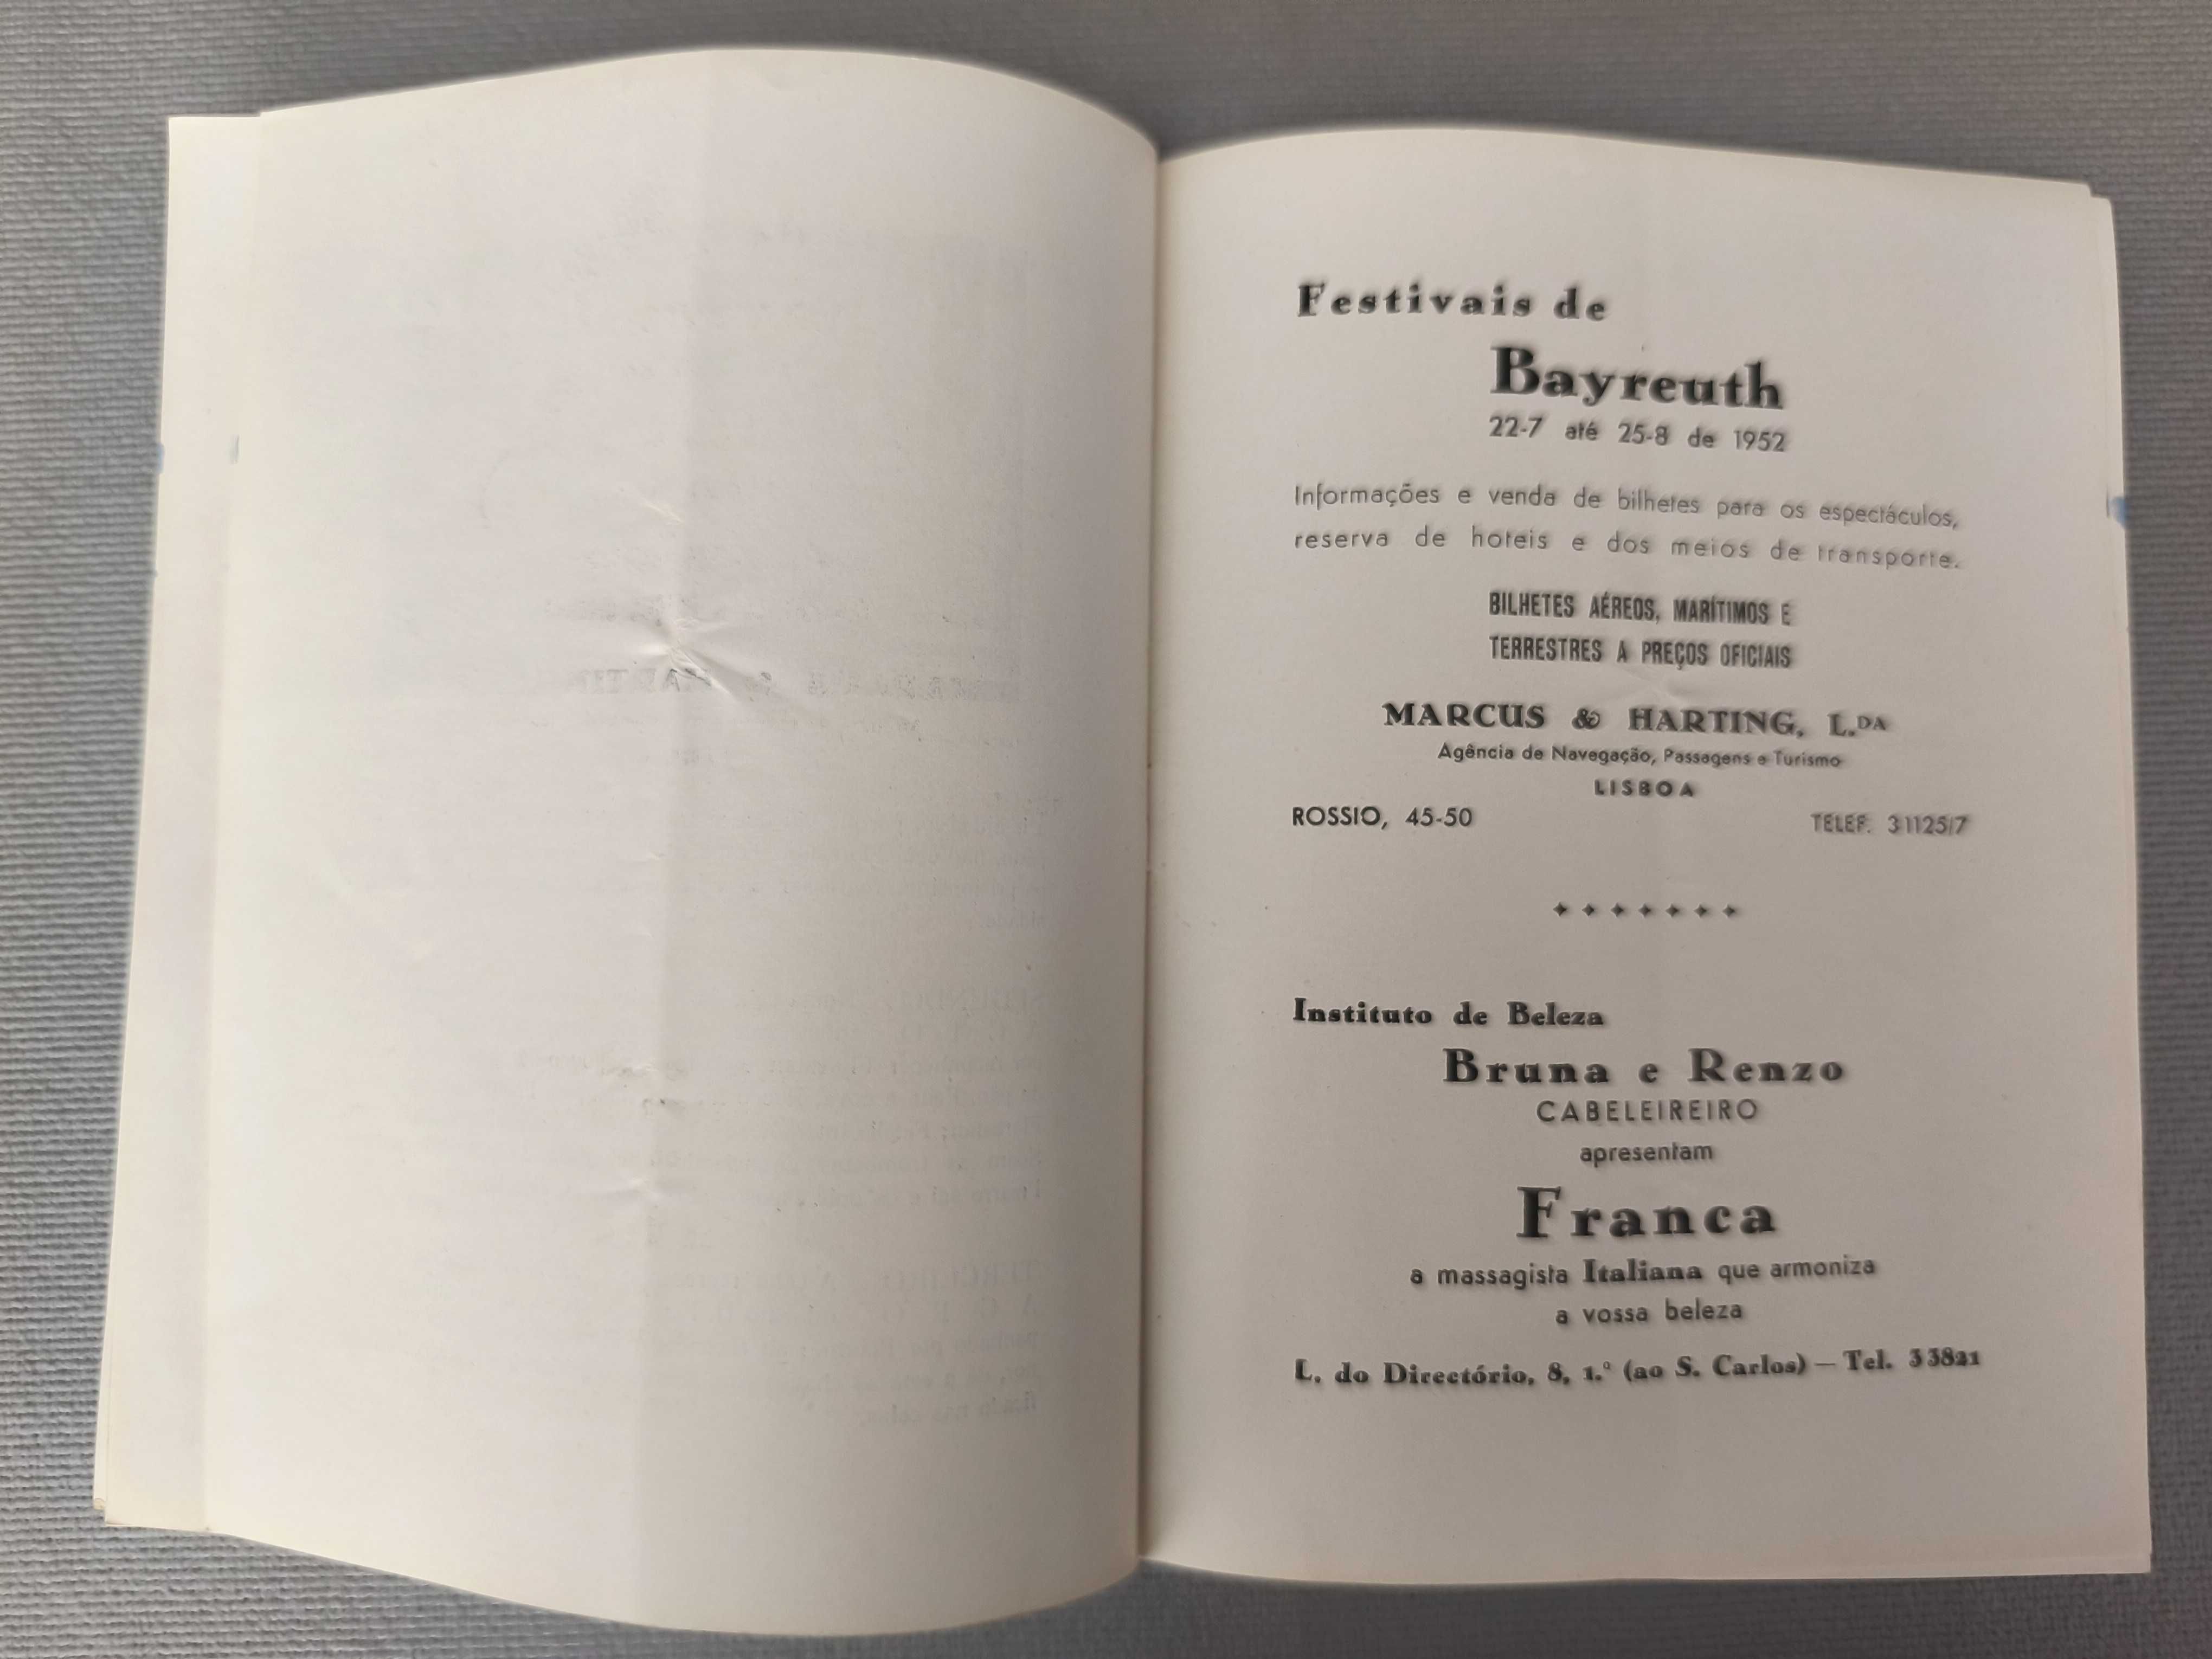 Festivais de
Bayreuth
22-7 até 25-8 de 1952
Informações e venda de bilhetes para os espectáculos,
reserva de hoteis e dos meios de transporte.
BILHETES AÉREOS, MARÍTIMOS E
TERRESTRES A PREÇOS OFICIAIS
MARCUS & HARTING, L.DA
Agência de Navegação, Passagens e Turismo
LISBOA
ROSSIO, 45-50 TELEF. 31125/7
Instituto de Beleza
Bruna e Renzo
CABELEIREIRO
apresentam
Franca
a massagista Italiana que armoniza
a vossa beleza
L. do Directório, 8, 1.º (ao S. Carlos) — Tel. 33821